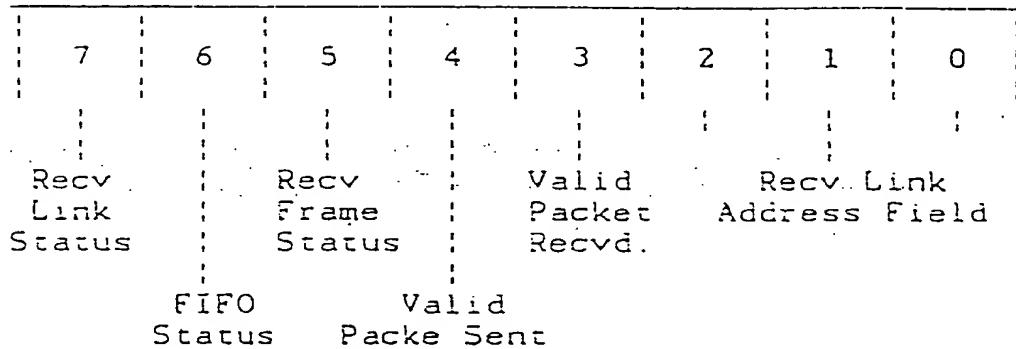 7 6 5 4 3 2 1 0
Recv Recv Valid Recv Link
Link Frame Packet Address Field
Status Status Recvd.
FIFO Valid
Status Packe Sent